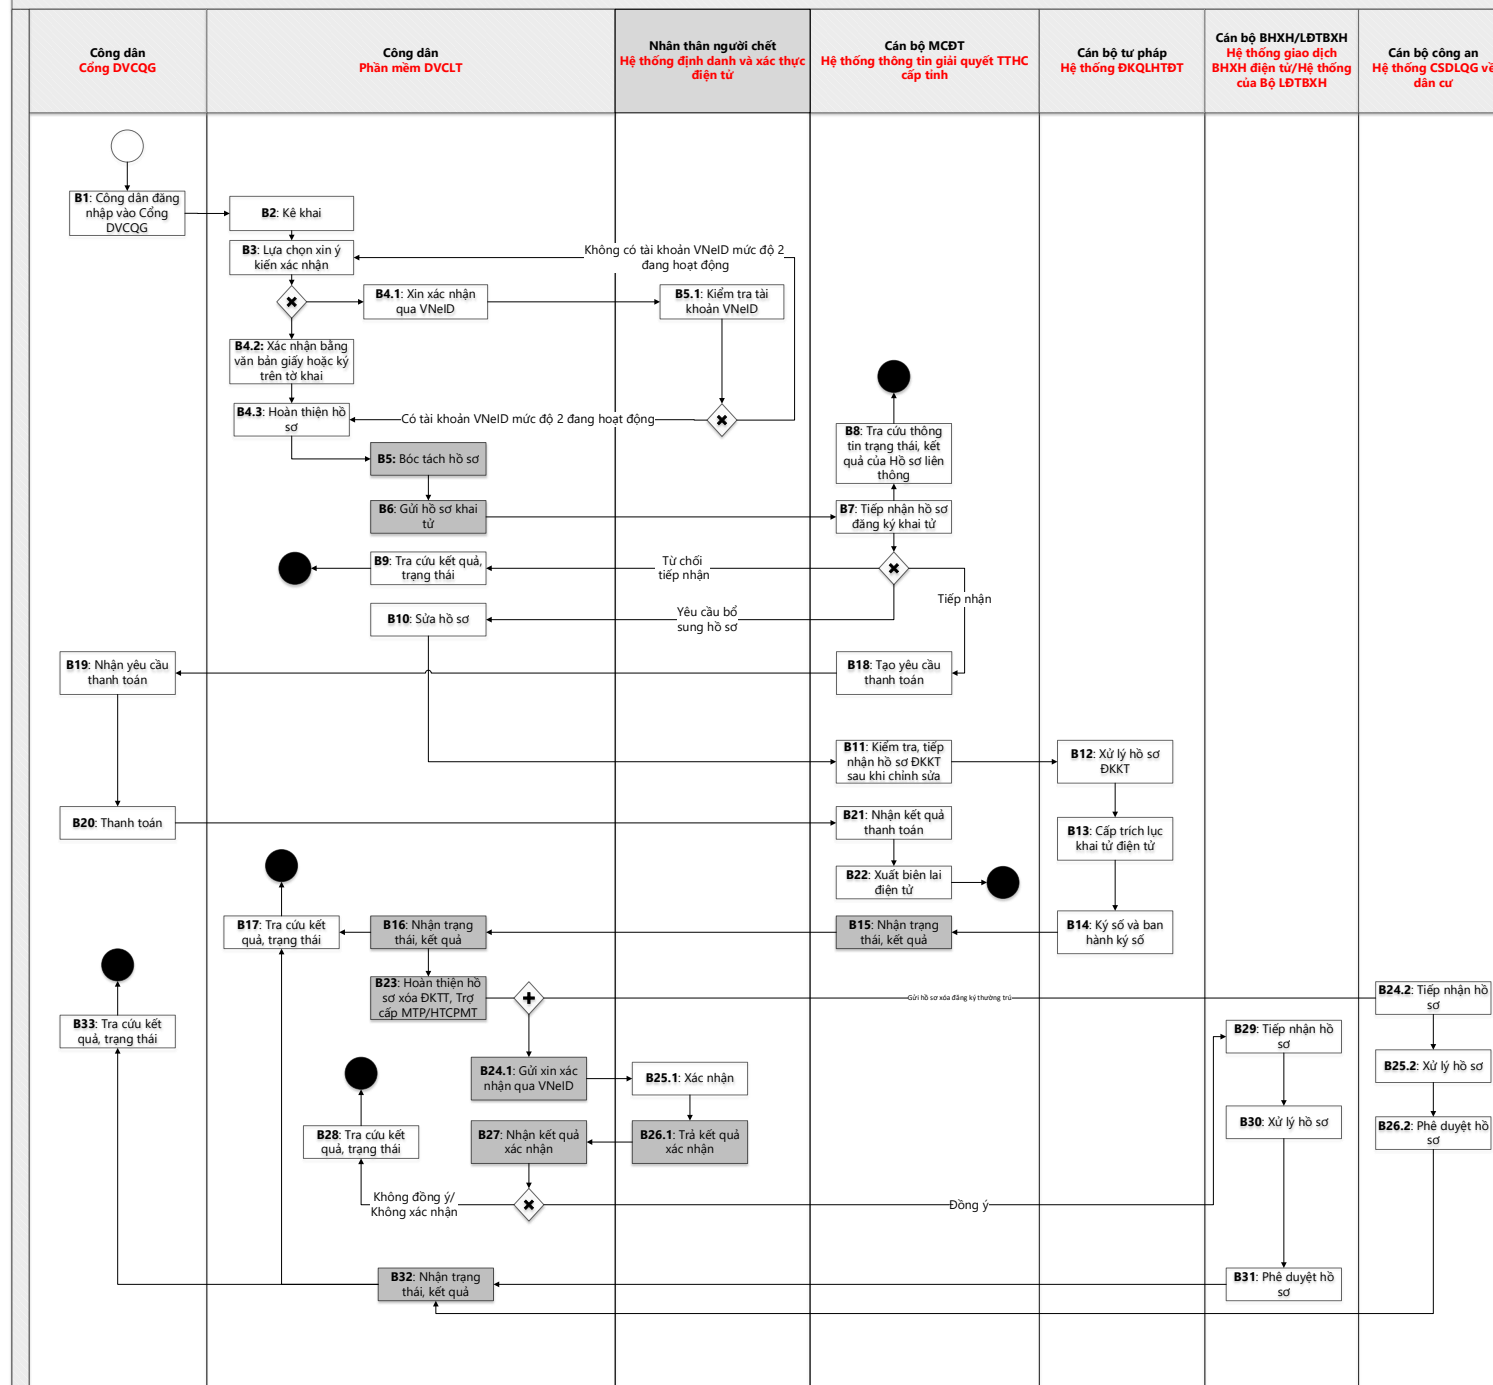 Công dân
Cổng DVCQG
Công dân
Phần mềm DVCLT
Nhân thân người chết
Hệ thống định danh và xác thực
điện tử
Cán bộ MCĐT
Hệ thống thông tin giải quyết TTHC
cấp tỉnh
Cán bộ tư pháp
Hệ thống ĐKQLHTĐT
Cán bộ BHXH/LĐTBXH
Hệ thống giao dịch
BHXH điện tử/Hệ thống
của Bộ LĐTBXH
Cán bộ công an
Hệ thống CSDLQG về
dân cư
B1: Công dân đăng
nhập vào Cổng
DVCQG
B2: Kê khai
B3: Lựa chọn xin ý
kiến xác nhận
Không có tài khoản VNeID mức độ 2
đang hoạt động
B4.1: Xin xác nhận
qua VNeID
B5.1: Kiểm tra tài
khoản VNeID
B4.2: Xác nhận bằng
văn bản giấy hoặc ký
trên tờ khai
B4.3: Hoàn thiện hồ
sơ
Có tài khoản VNeID mức độ 2 đang hoạt động
B8: Tra cứu thông
tin trạng thái, kết
quả của Hồ sơ liên
thông
B5: Bóc tách hồ sơ
B6: Gửi hồ sơ khai
tử
B7: Tiếp nhận hồ sơ
đăng ký khai tử
B9: Tra cứu kết quả,
trạng thái
Từ chối
tiếp nhận
Tiếp nhận
B10: Sửa hồ sơ
Yêu cầu bổ
sung hồ sơ
B19: Nhận yêu cầu
thanh toán
B18: Tạo yêu cầu
thanh toán
B11: Kiểm tra, tiếp
nhận hồ sơ ĐKKT
sau khi chỉnh sửa
B12: Xử lý hồ sơ
ĐKKT
B20: Thanh toán
B21: Nhận kết quả
thanh toán
B13: Cấp trích lục
khai tử điện tử
B22: Xuất biên lai
điện tử
B17: Tra cứu kết
quả, trạng thái
B16: Nhận trạng
thái, kết quả
B15: Nhận trạng
thái, kết quả
B14: Ký số và ban
hành ký số
B23: Hoàn thiện hồ
sơ xóa ĐKTT, Trợ
cấp MTP/HTCPMT
Gửi hồ sơ xóa đăng ký thường trú
B24.2: Tiếp nhận hồ
sơ
B33: Tra cứu kết
quả, trạng thái
B29: Tiếp nhận hồ
sơ
B24.1: Gửi xin xác
nhận qua VNeID
B25.1: Xác nhận
B25.2: Xử lý hồ sơ
B28: Tra cứu kết
quả, trạng thái
B27: Nhận kết quả
xác nhận
B26.1: Trả kết quả
xác nhận
B30: Xử lý hồ sơ
B26.2: Phê duyệt hồ
sơ
Không đồng ý/
Không xác nhận
Đồng ý
B32: Nhận trạng
thái, kết quả
B31: Phê duyệt hồ
sơ